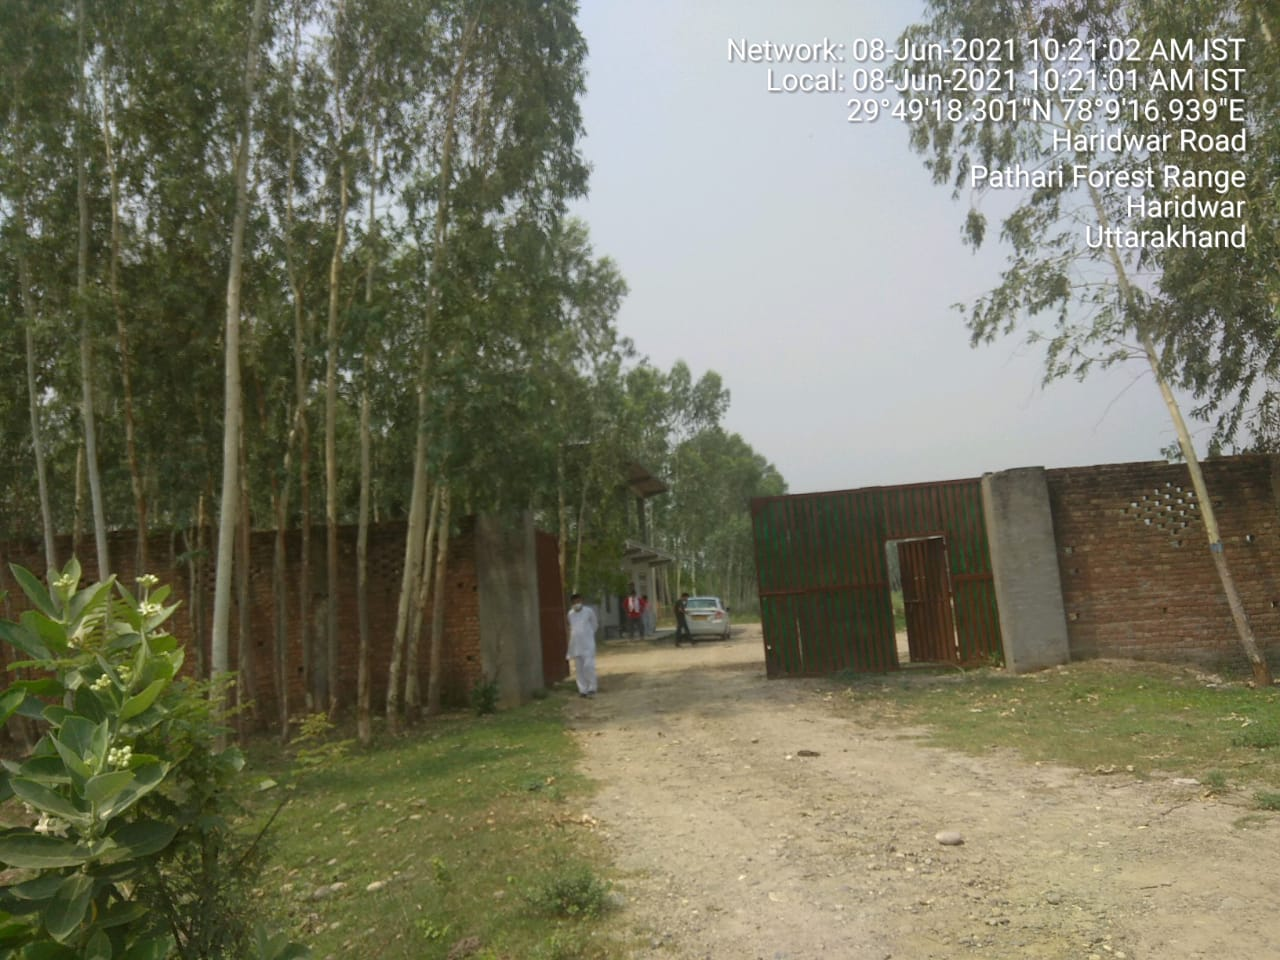 Network: 08-Jun-2021 10:21:02 AM IST
Local: 08-Jun-2021 10:21:01 AM IST
29°49'18.301"N 78°9'16.939"E
Haridwar Road
Pathari Forest Range
Haridwar
Uttarakhand